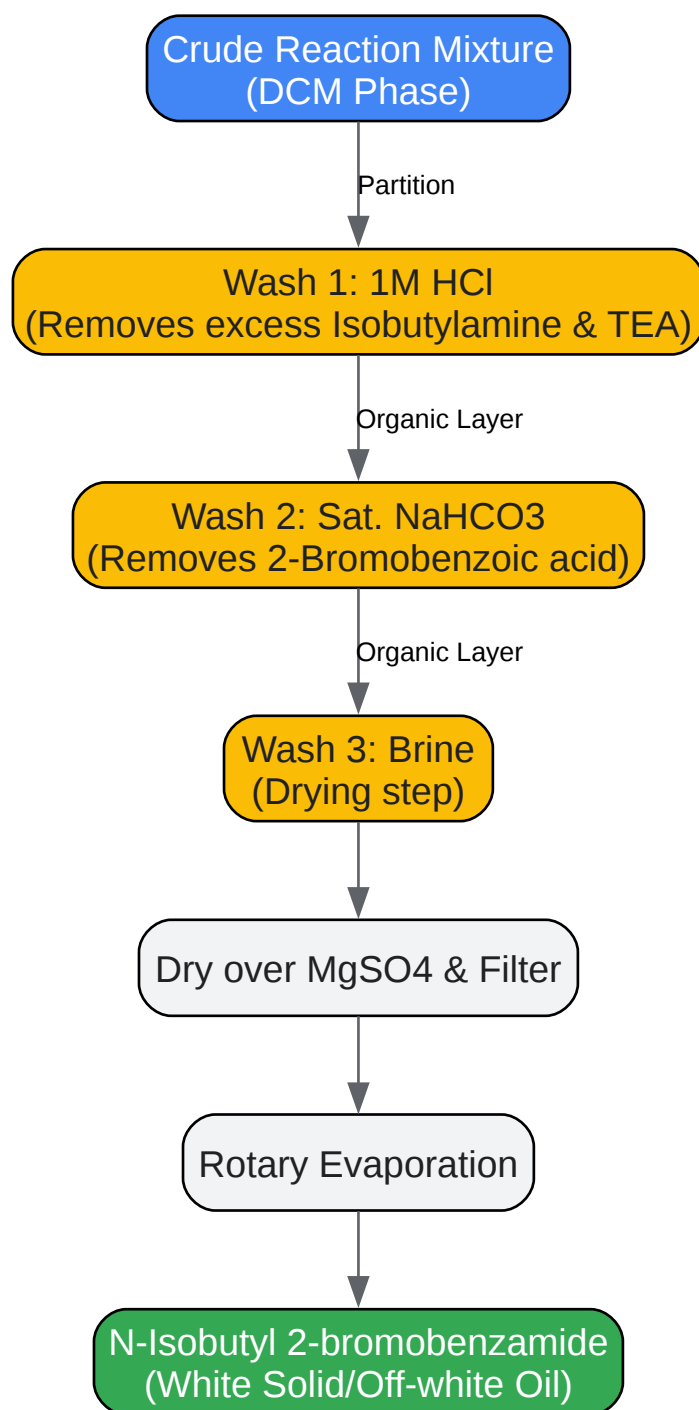 Crude Reaction Mixture
(DCM Phase)
Partition
Wash 1: 1M HCl
(Removes excess Isobutylamine & TEA)
Organic Layer
Wash 2: Sat. NaHCO3
(Removes 2-Bromobenzoic acid)
Organic Layer
Wash 3: Brine
(Drying step)
Dry over MgSO4 & Filter
Rotary Evaporation
N-Isobutyl 2-bromobenzamide
(White Solid/Off-white Oil)